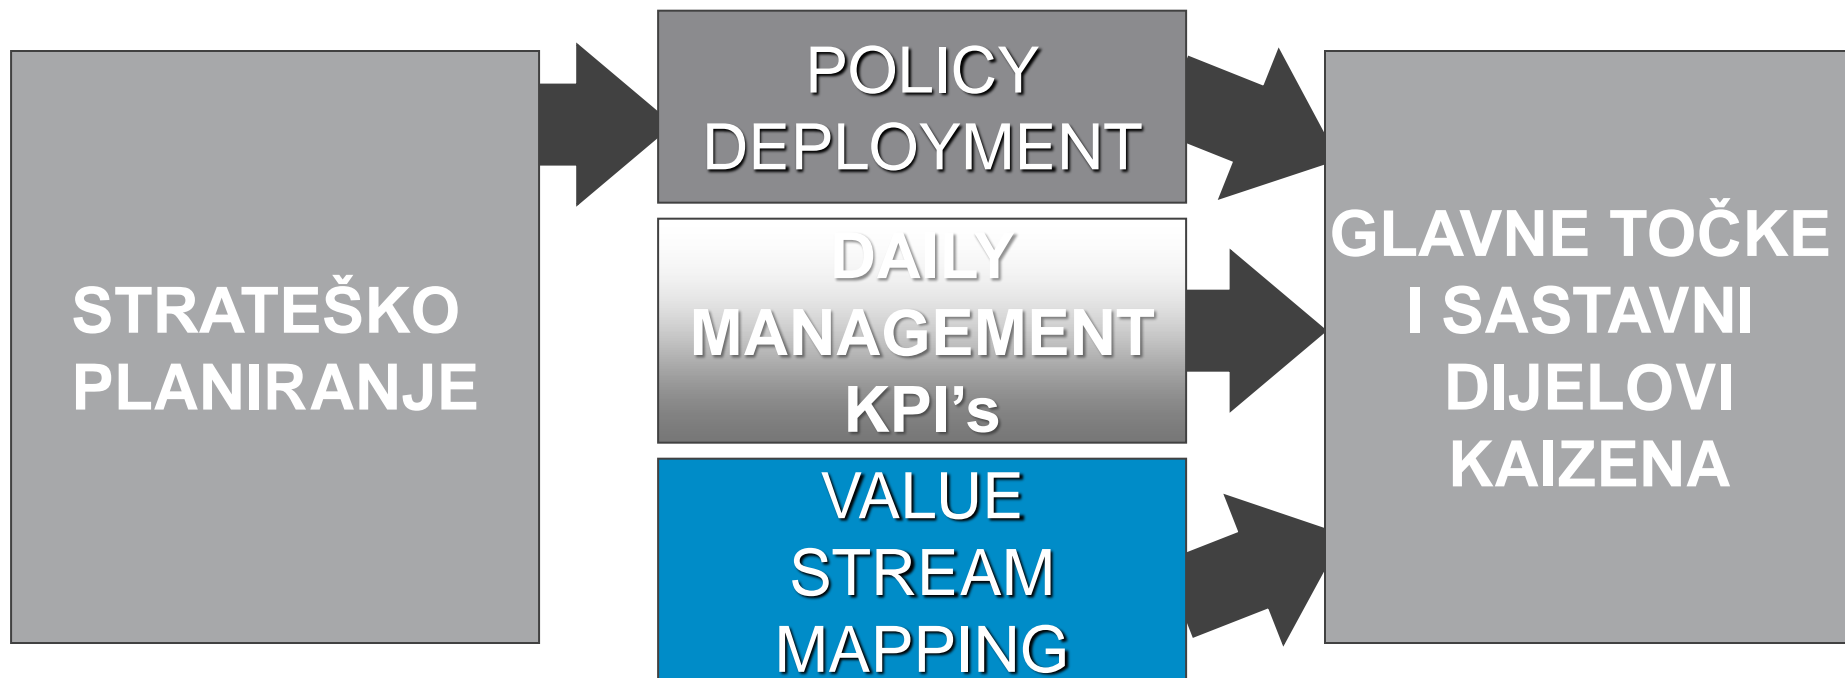 STRATEŠKO
PLANIRANJE
POLICY
DEPLOYMENT
DAILY
MANAGEMENT
KPI’s
VALUE
STREAM
MAPPING
GLAVNE TOČKE
I SASTAVNI
DIJELOVI
KAIZENA